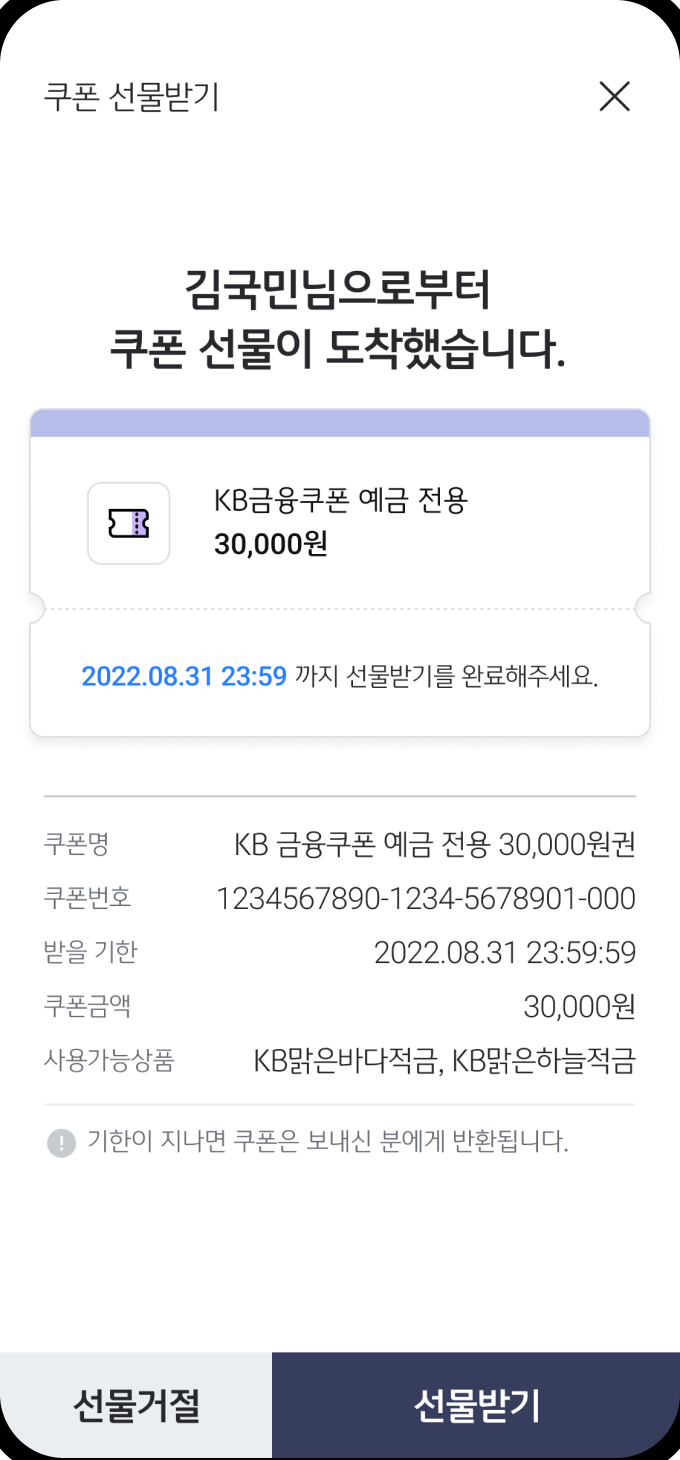 쿠폰 선물받기
김국민님으로부터
쿠폰 선물이 도착했습니다.
KB금융쿠폰 예금 전용
30,000원
2022.08.31 23:59 까지 선물받기를 완료해주세요.
쿠폰명 KB 금융쿠폰 예금 전용 30,000원권
쿠폰번호 1234567890-1234-5678901-000
받을 기한 2022.08.31 23:59:59
쿠폰금액 30,000원
사용가능상품 KB맑은바다적금, KB맑은하늘적금
기한이 지나면 쿠폰은 보내신 분에게 반환됩니다.
선물거절 선물받기